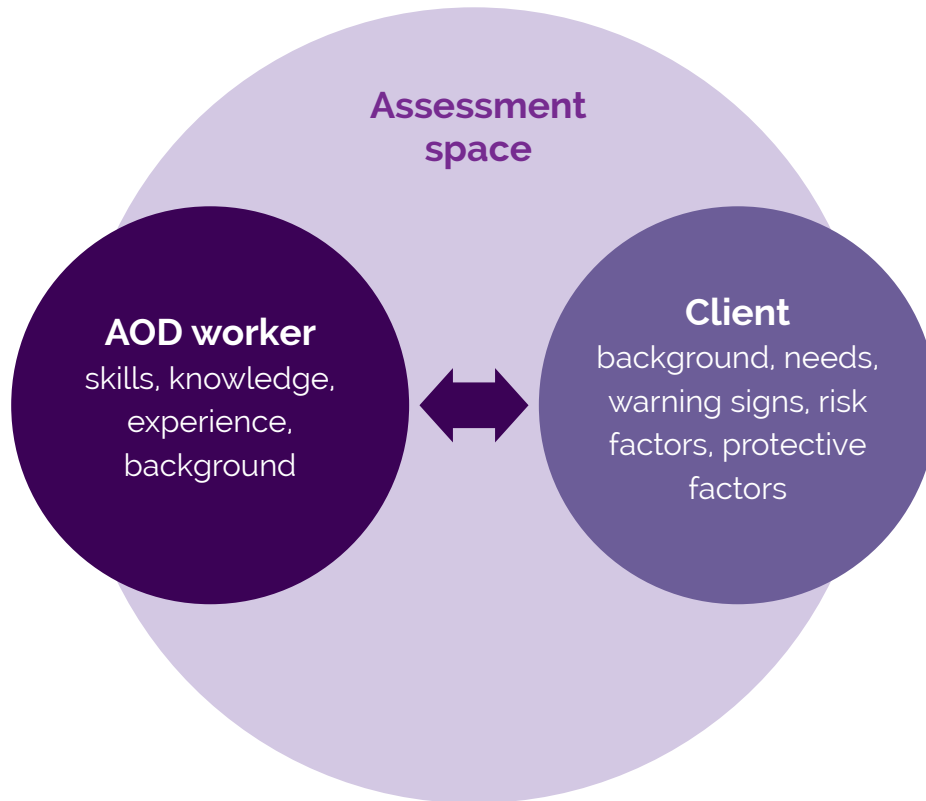 Assessment
space
AOD worker
skills, knowledge,
experience,
background
Client
background, needs,
warning signs, risk
factors, protective
factors